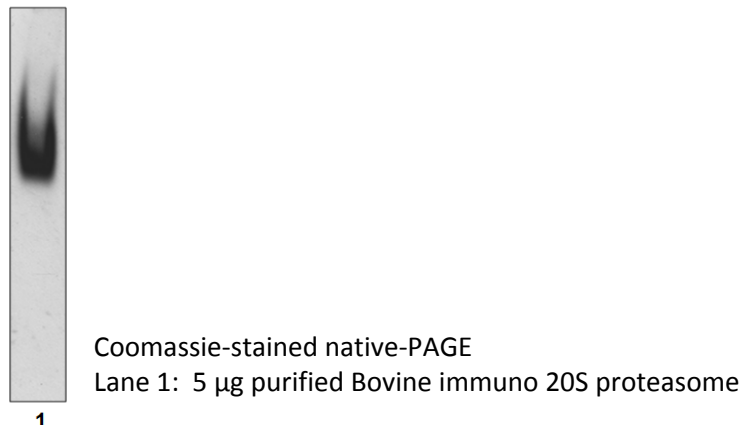 Coomassie-stained native-PAGE
Lane 1:  5 µg purified Bovine immuno 20S proteasome
1